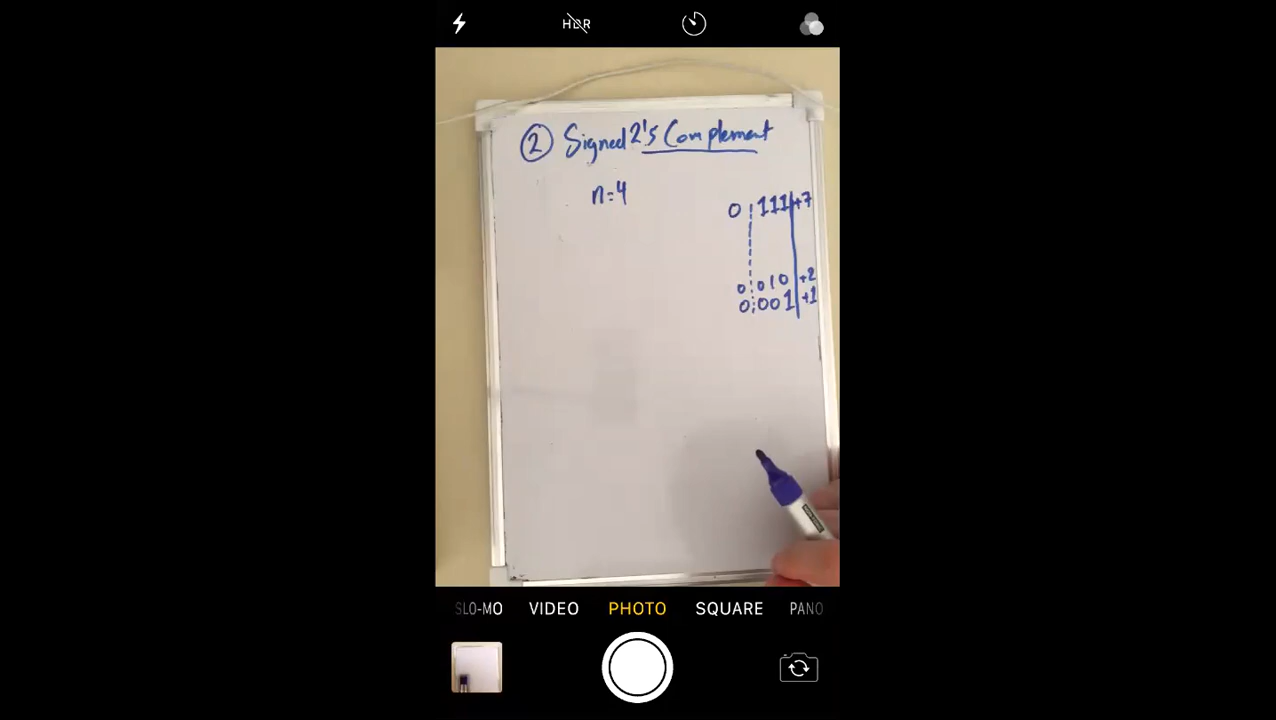 HDR
② Signed 2's Complement
n=4
0 111 +7
0 010 +2
0 001 +1
SLO-MO VIDEO PHOTO SQUARE PANO